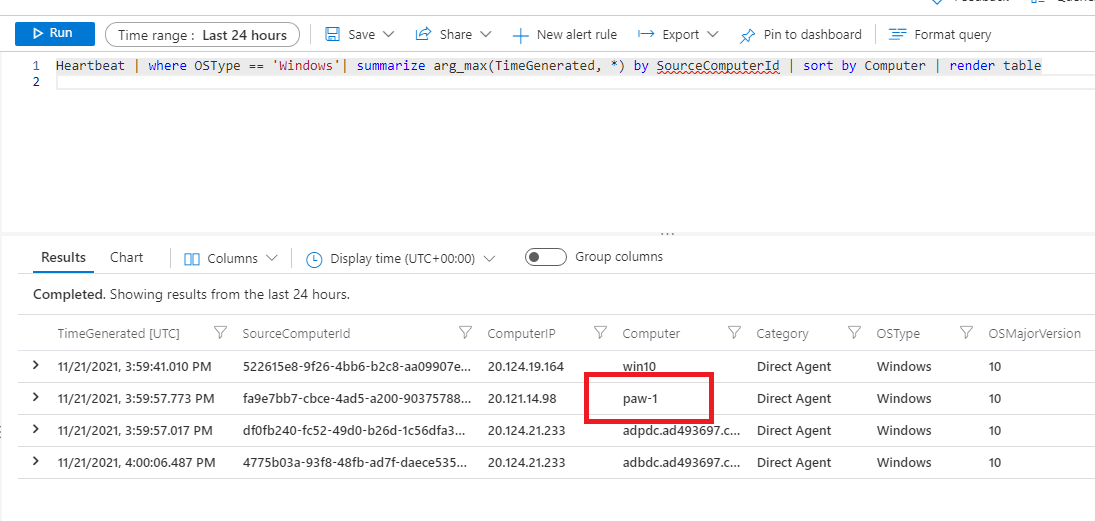 Run Time range : Last 24 hours Save Share New alert rule Export Pin to dashboard Format query
1 Heartbeat | where OSType == 'Windows'| summarize arg_max(TimeGenerated, *) by SourceComputerId | sort by Computer | render table
2
...
Results Chart Columns Display time (UTC+00:00) Group columns
Completed. Showing results from the last 24 hours.
TimeGenerated [UTC] SourceComputerId ComputerIP Computer Category OSType OSMajorVersion
11/21/2021, 3:59:41.010 PM 522615e8-9f26-4bb6-b2c8-aa09907e... 20.124.19.164 win10 Direct Agent Windows 10
11/21/2021, 3:59:57.773 PM fa9e7bb7-cbce-4ad5-a200-90375788... 20.121.14.98 paw-1 Direct Agent Windows 10
11/21/2021, 3:59:57.017 PM df0fb240-fc52-49d0-b26d-1c56dfa3... 20.124.21.233 adpdc.ad493697.c... Direct Agent Windows 10
11/21/2021, 4:00:06.487 PM 4775b03a-93f8-48fb-ad7f-daece535... 20.124.21.233 adbdc.ad493697.c... Direct Agent Windows 10